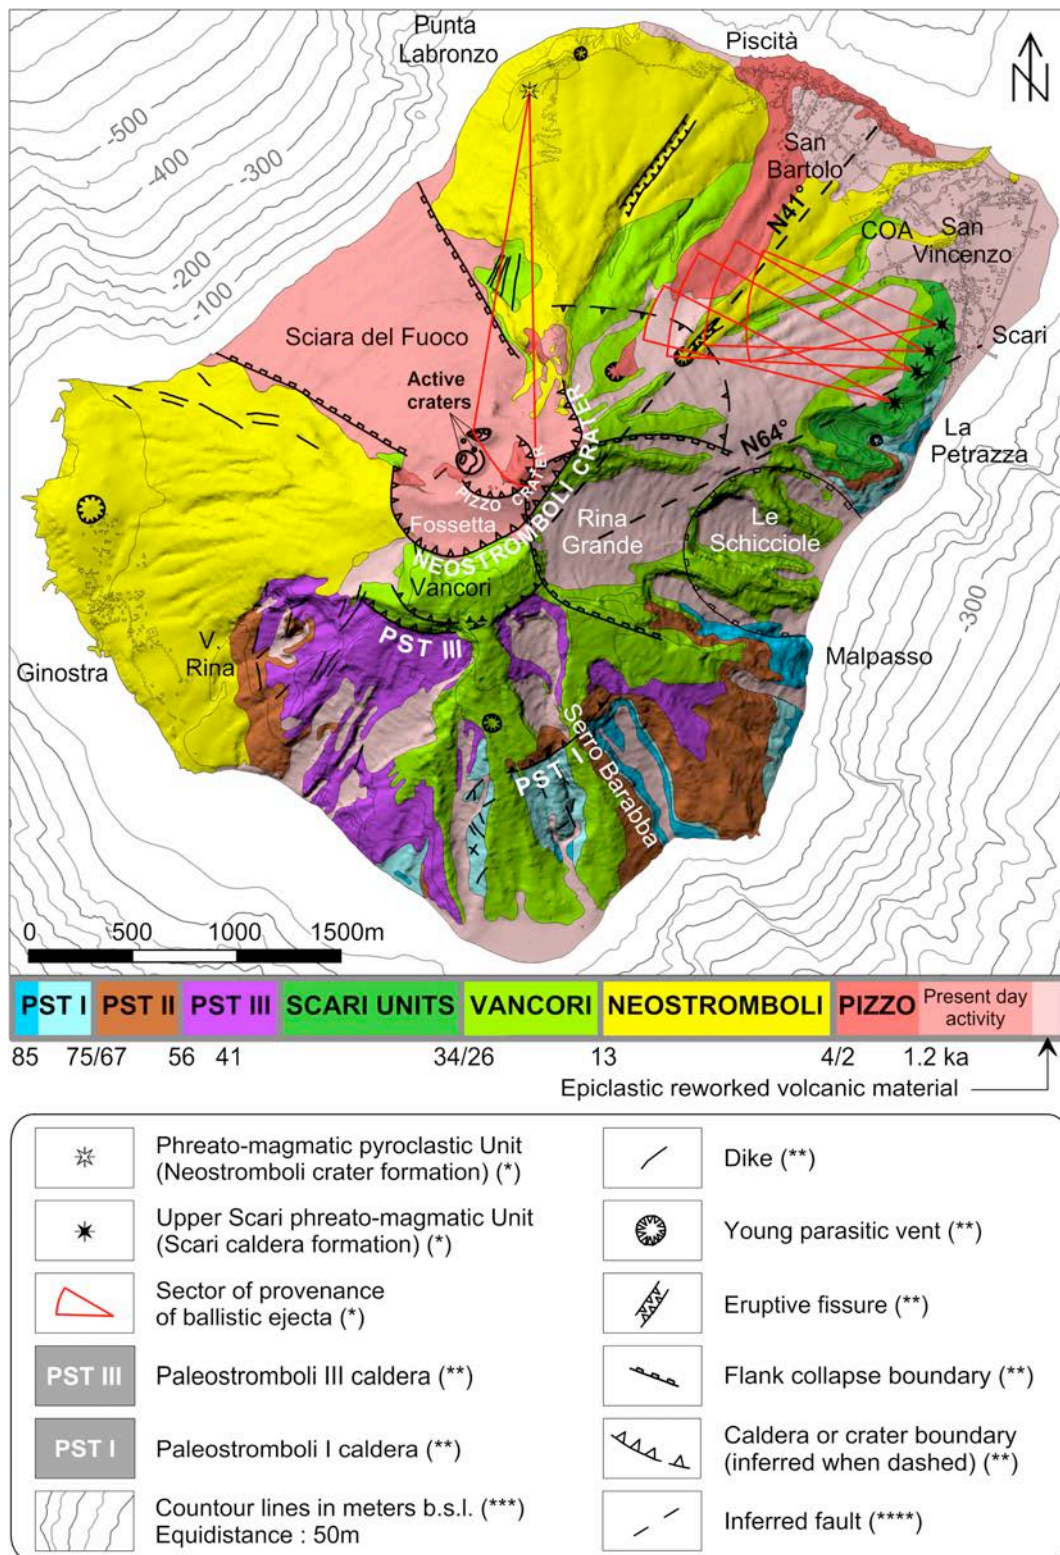 Punta
Labronzo
Piscità
N
-500
-400
-300
-200
-100
San
Bartolo
N41°
COA
San
Vincenzo
Scari
Sciara del Fuoco
Active
craters
N64°
La
Petrazza
PIZZO CRATER
Fossetta
NEOSTROMBOLI CRATER
Rina
Grande
Le
Schicciole
Vancori
-300
PST III
V.
Rina
Ginostra
Malpasso
Serro Barabba
PST I
0 500 1000 1500m
PST I PST II PST III SCARI UNITS VANCORI NEOSTROMBOLI PIZZO Present day
activity
85 75/67 56 41 34/26 13 4/2 1.2 ka
Epiclastic reworked volcanic material
Phreato-magmatic pyroclastic Unit
(Neostromboli crater formation) (*)
Upper Scari phreato-magmatic Unit
(Scari caldera formation) (*)
Sector of provenance
of ballistic ejecta (*)
PST III Paleostromboli III caldera (**)
PST I Paleostromboli I caldera (**)
Countour lines in meters b.s.l. (***)
Equidistance : 50m
Dike (**)
Young parasitic vent (**)
Eruptive fissure (**)
Flank collapse boundary (**)
Caldera or crater boundary
(inferred when dashed) (**)
Inferred fault (****)